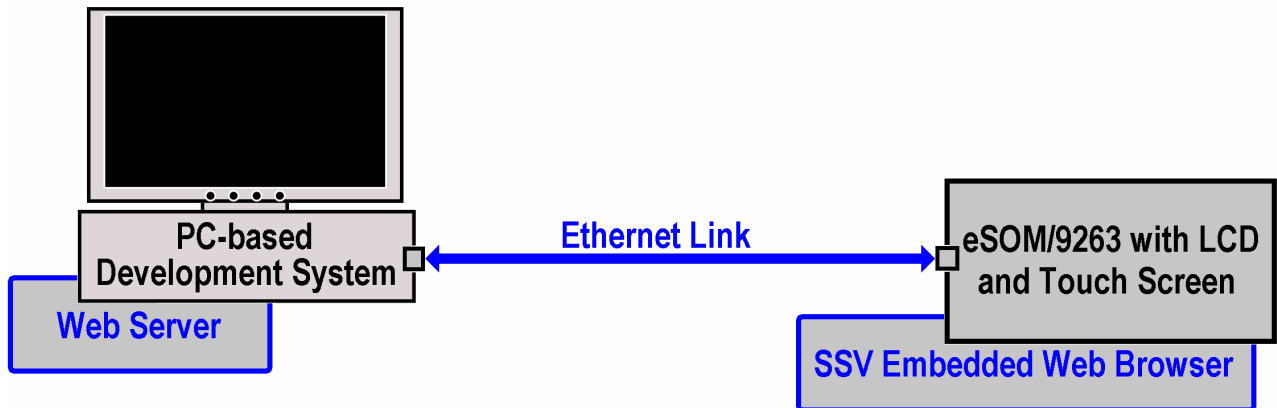 PC-based
Development System
Web Server
Ethernet Link
eSOM/9263 with LCD
and Touch Screen
SSV Embedded Web Browser